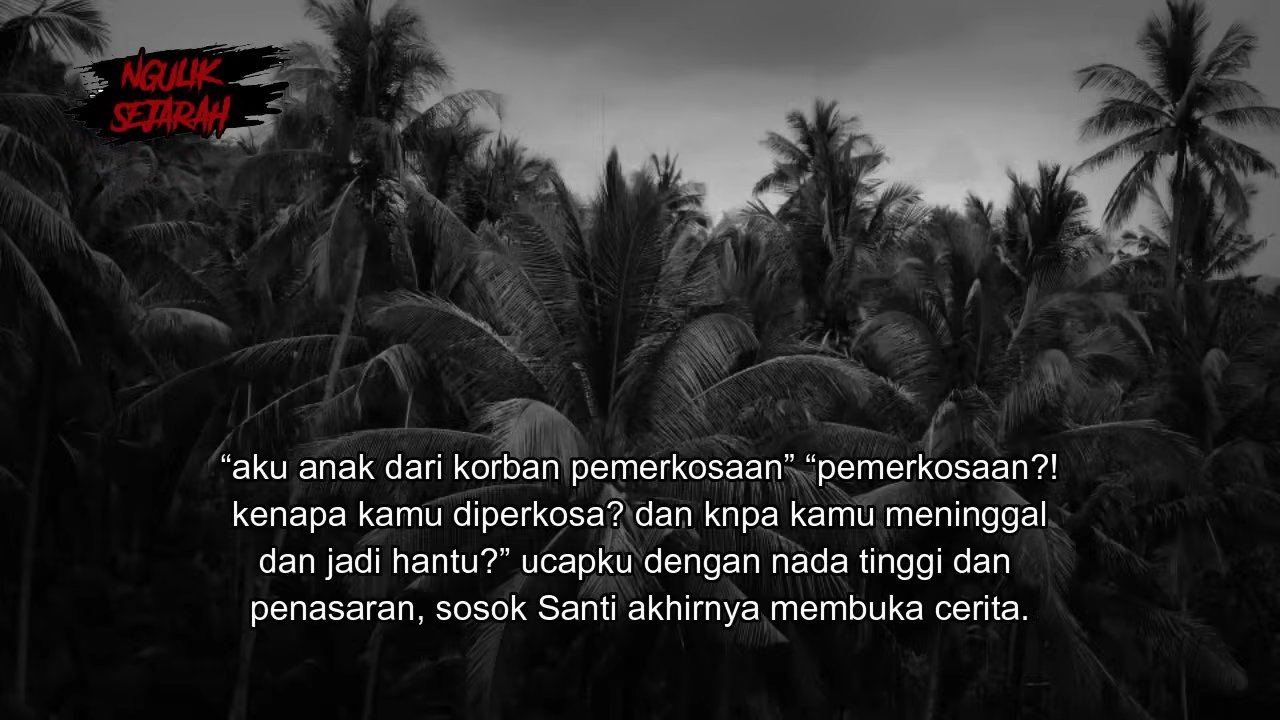 NGULIK
SEJARAH
“aku anak dari korban pemerkosaan” “pemerkosaan?!
kenapa kamu diperkosa? dan knpa kamu meninggal
dan jadi hantu?” ucapku dengan nada tinggi dan
penasaran, sosok Santi akhirnya membuka cerita.